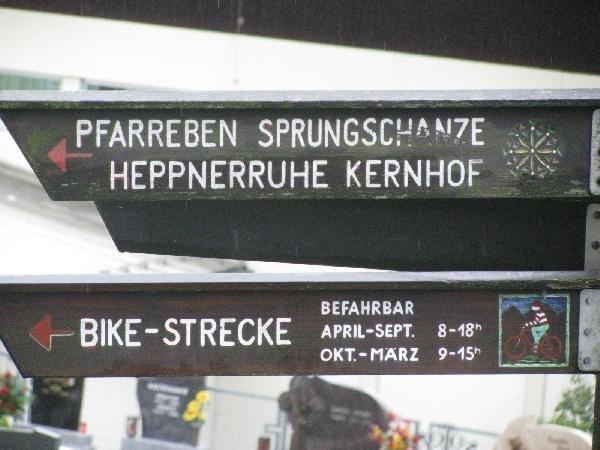 PFARREBEN SPRUNGSCHANZE
HEPPNERRUHE KERNHOF
BIKE-STRECKE
BEFAHRBAR
APRIL-SEPT. 8-18h
OKT.-MÄRZ 9-15h